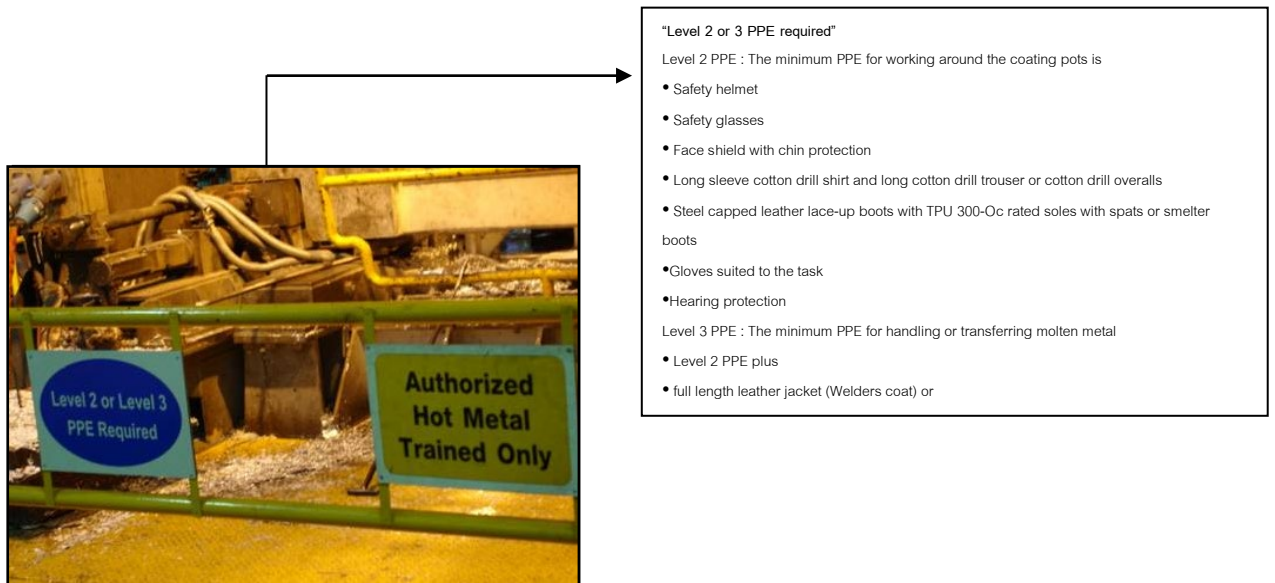 “Level 2 or 3 PPE required”
Level 2 PPE : The minimum PPE for working around the coating pots is
• Safety helmet
• Safety glasses
• Face shield with chin protection
• Long sleeve cotton drill shirt and long cotton drill trouser or cotton drill overalls
• Steel capped leather lace-up boots with TPU 300-Oc rated soles with spats or smelter
boots
•Gloves suited to the task
•Hearing protection
Level 3 PPE : The minimum PPE for handling or transferring molten metal
• Level 2 PPE plus
• full length leather jacket (Welders coat) or
Level 2 or Level 3
PPE Required
Authorized
Hot Metal
Trained Only